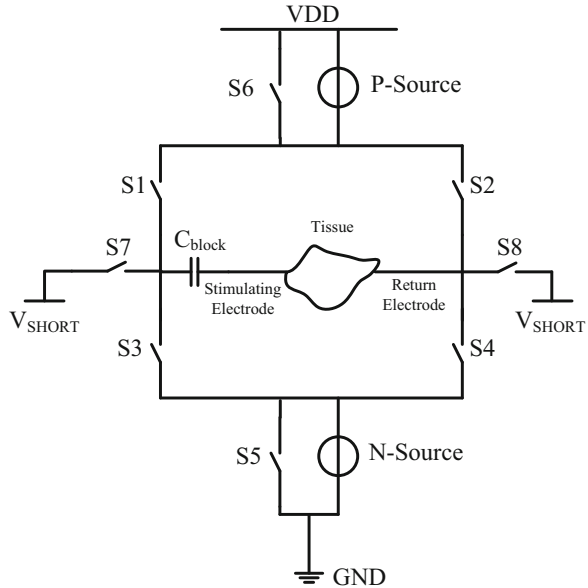 VDD
S6
P-Source
S1
S2
Tissue
S7
C_block
S8
Stimulating
Electrode
Return
Electrode
V_SHORT
V_SHORT
S3
S4
S5
N-Source
GND